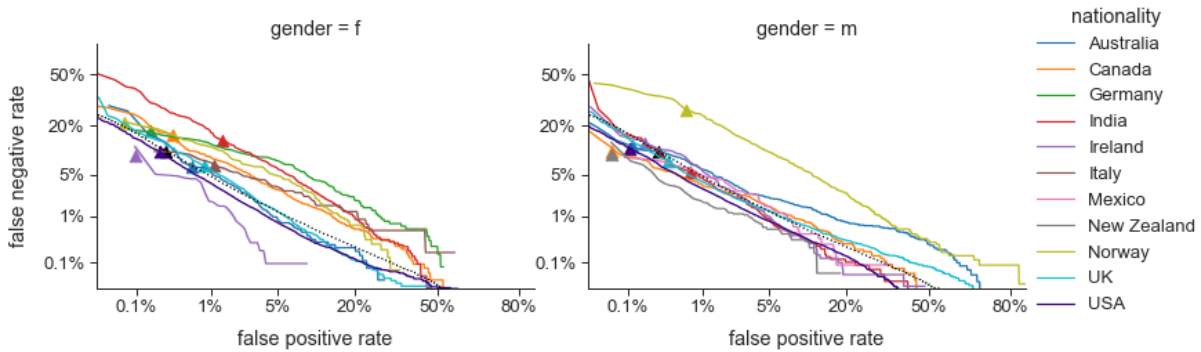 gender = f
gender = m
nationality
Australia
Canada
Germany
India
Ireland
Italy
Mexico
New Zealand
Norway
UK
USA
false negative rate
50%
20%
5%
1%
0.1%
0.1%
1%
5%
20%
50%
80%
false positive rate
50%
20%
5%
1%
0.1%
0.1%
1%
5%
20%
50%
80%
false positive rate